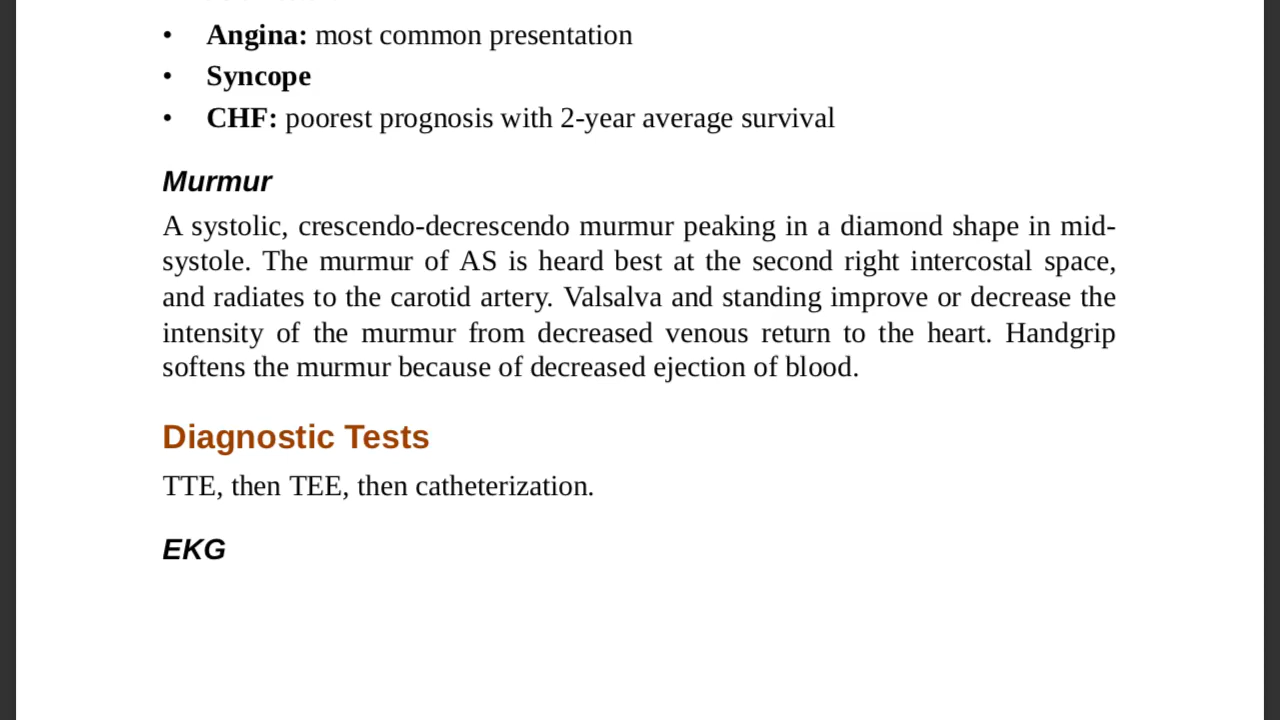 • Angina: most common presentation
• Syncope
• CHF: poorest prognosis with 2-year average survival
Murmur
A systolic, crescendo-decrescendo murmur peaking in a diamond shape in mid-
systole. The murmur of AS is heard best at the second right intercostal space,
and radiates to the carotid artery. Valsalva and standing improve or decrease the
intensity of the murmur from decreased venous return to the heart. Handgrip
softens the murmur because of decreased ejection of blood.
Diagnostic Tests
TTE, then TEE, then catheterization.
EKG